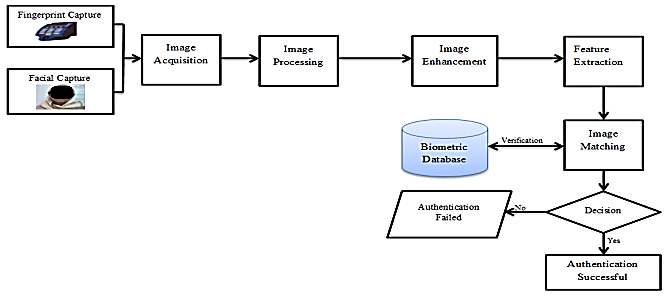 Fingerprint Capture
Facial Capture
Image
Acquisition
Image
Processing
Image
Enhancement
Feature
Extraction
Image
Matching
Verification
Biometric
Database
Decision
No
Authentication
Failed
Yes
Authentication
Successful